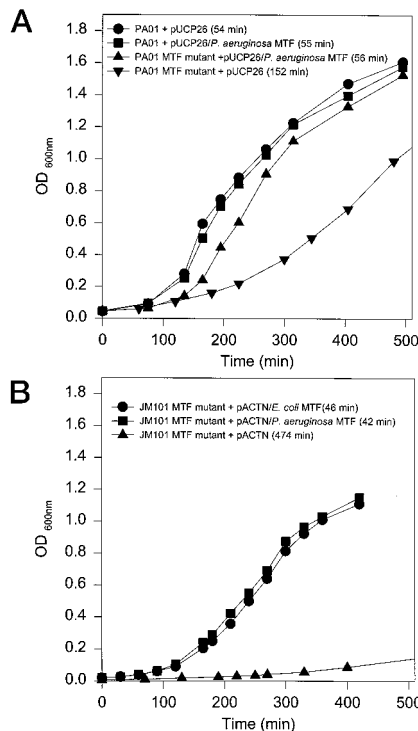 A
PA01 + pUCP26 (54 min)
PA01 + pUCP26/P. aeruginosa MTF (55 min)
PA01 MTF mutant +pUCP26/P. aeruginosa MTF (56 min)
PA01 MTF mutant + pUCP26 (152 min)
1.8
1.6
1.4
1.2
1.0
0.8
0.6
0.4
0.2
0.0
OD 600nm
0 100 200 300 400 500
Time (min)
B
JM101 MTF mutant + pACTN/E. coli MTF(46 min)
JM101 MTF mutant + pACTN/P. aeruginosa MTF (42 min)
JM101 MTF mutant + pACTN (474 min)
1.8
1.6
1.4
1.2
1.0
0.8
0.6
0.4
0.2
0.0
OD 600nm
0 100 200 300 400 500
Time (min)